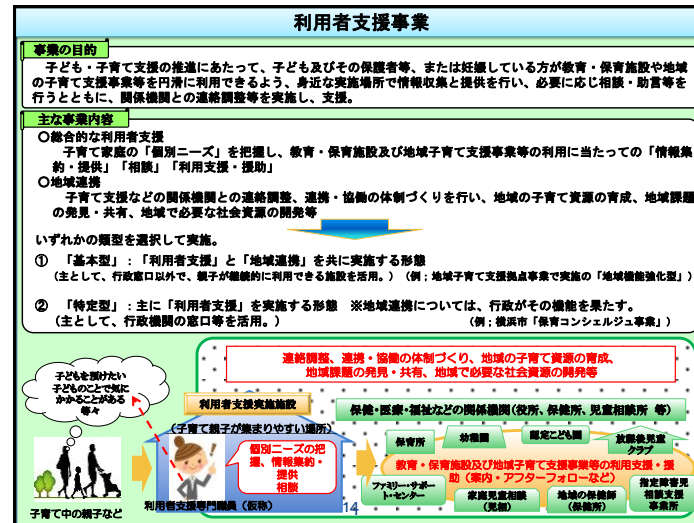 利用者支援事業
事業の目的
子ども・子育て支援の推進にあたって、子ども及びその保護者等、または妊娠している方が教育・保育施設や地域
の子育て支援事業等を円滑に利用できるよう、身近な実施場所で情報収集と提供を行い、必要に応じ相談・助言等を
行うとともに、関係機関との連絡調整等を実施し、支援。
主な事業内容
○総合的な利用者支援
子育て家庭の「個別ニーズ」を把握し、教育・保育施設及び地域子育て支援事業等の利用に当たっての「情報集
約・提供」「相談」「利用支援・援助」
○地域連携
子育て支援などの関係機関との連絡調整、連携・協働の体制づくりを行い、地域の子育て資源の育成、地域課題
の発見・共有、地域で必要な社会資源の開発等
いずれかの類型を選択して実施。
① 「基本型」:「利用者支援」と「地域連携」を共に実施する形態
(主として、行政窓口以外で、親子が継続的に利用できる施設を活用。)(例;地域子育て支援拠点事業で実施の「地域機能強化型」)
② 「特定型」:主に「利用者支援」を実施する形態 ※地域連携については、行政がその機能を果たす。
(主として、行政機関の窓口等を活用。) (例;横浜市「保育コンシェルジュ事業」)
子どもを預けたい
子どものことで気に
かかることがある
等々
子育て中の親子など
連絡調整、連携・協働の体制づくり、地域の子育て資源の育成、
地域課題の発見・共有、地域で必要な社会資源の開発等
利用者支援実施施設
(子育て親子が集まりやすい場所)
個別ニーズの把
握、情報集約・
提供
相談
利用者支援専門職員(仮称)
保健・医療・福祉などの関係機関(役所、保健所、児童相談所 等)
保育所
幼稚園
認定こども園
放課後児童
クラブ
教育・保育施設及び地域子育て支援事業等の利用支援・援
助(案内・アフターフォローなど)
ファミリー・サポー
ト・センター
家庭児童相談
(児相)
地域の保健師
(保健所)
指定障害児
相談支援
事業所
14